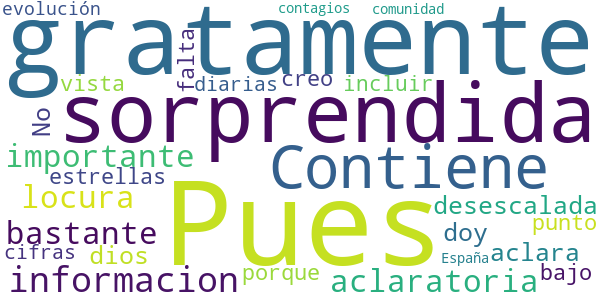 evolución contagios comunidad
gratamente
vista falta diarias creo incluir
No sorprendida
importante Contiene
estrellas
locura Pues desescalada
bastante doy punto
cifras dios España aclara
informacion porque aclaratoria bajo